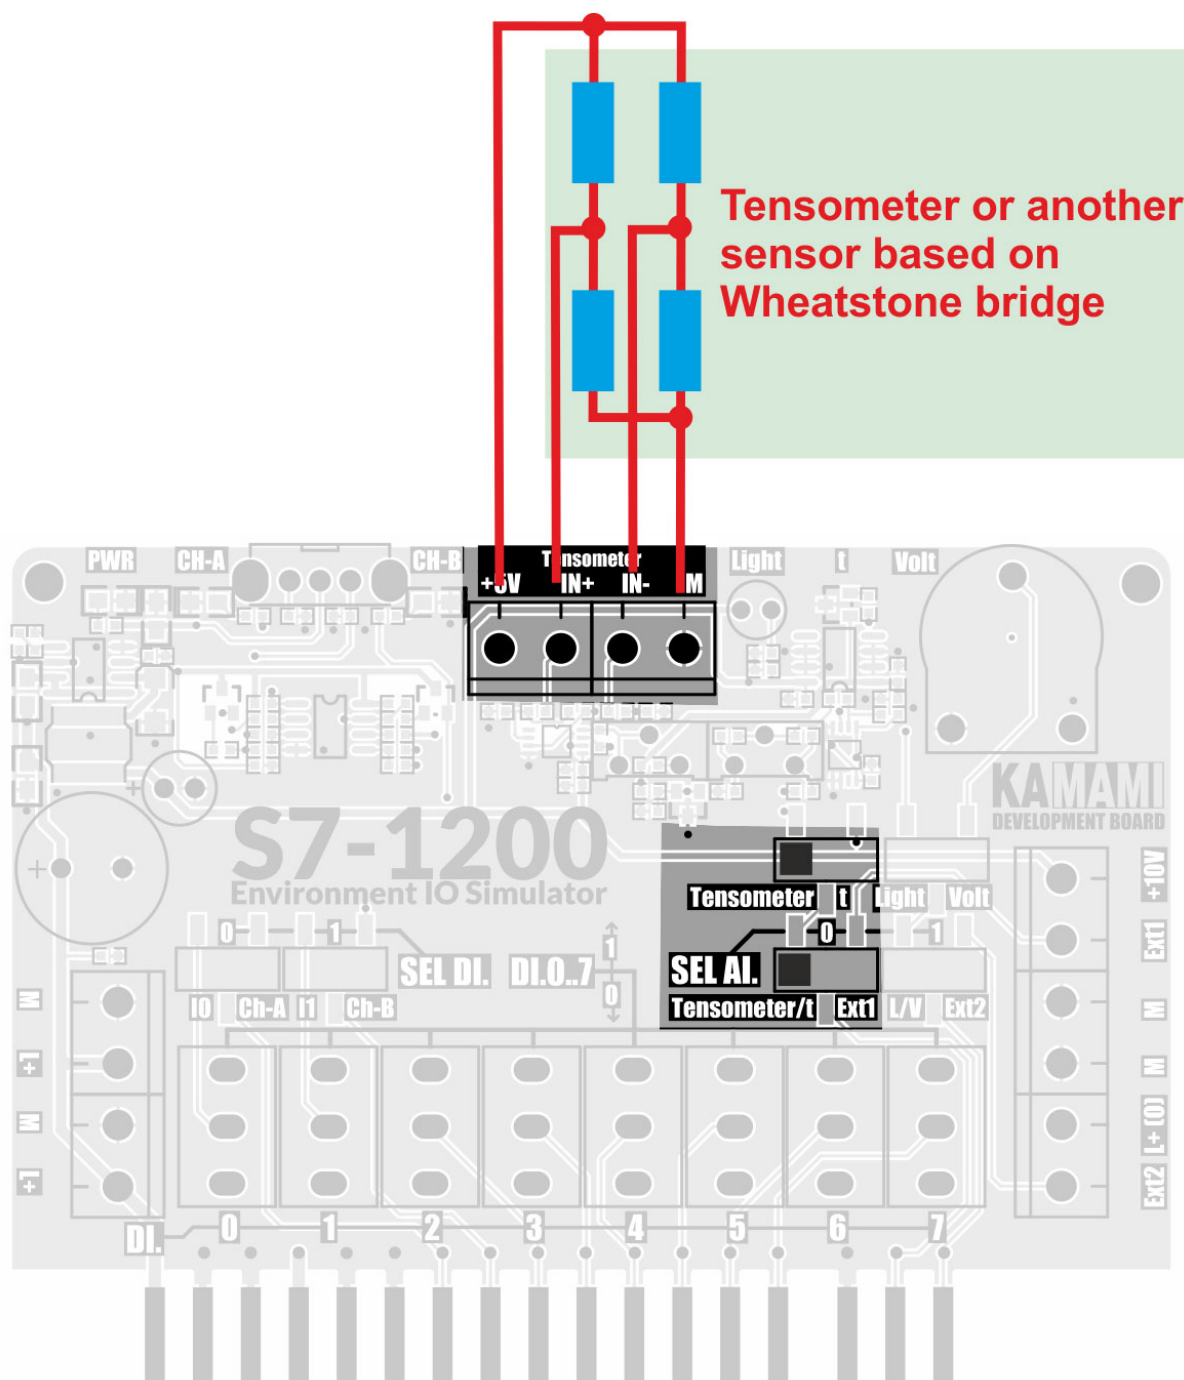 Tensometer or another
sensor based on
Wheatstone bridge
PWR CH-A CH-B Tensometer Light t Volt
+5V IN+ IN- M
KAMAMI
DEVELOPMENT BOARD
S7-1200
Environment IO Simulator
+10V
Ext1
M
M
L+ (0)
Ext2
Tensometer t Light Volt
0 1 0 1
SEL DI. DI.0..7 1 0 SEL AI.
I0 Ch-A I1 Ch-B Tensometer/t Ext1 L/V Ext2
M
L+
M
L+
DI. 0 1 2 3 4 5 6 7